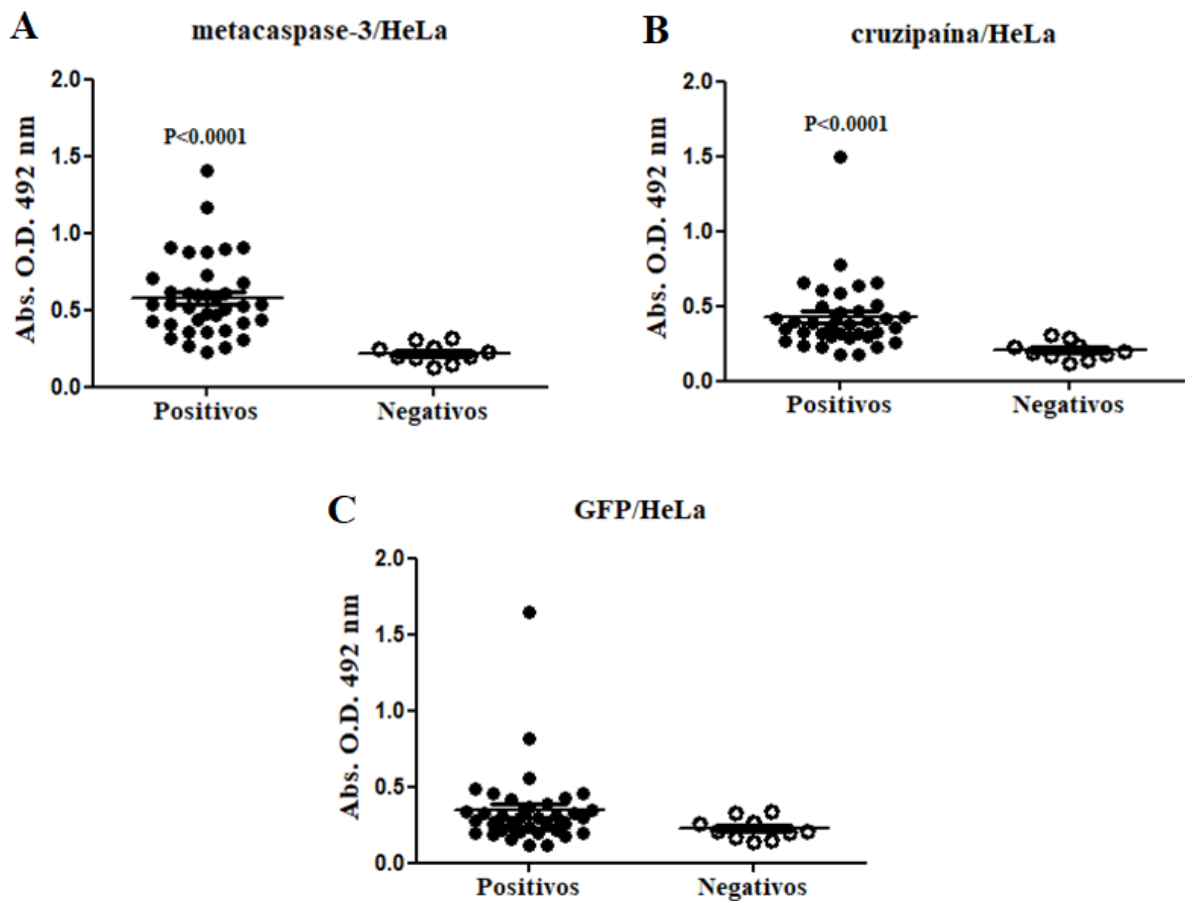 A
metacaspase-3/HeLa
Abs. O.D. 492 nm
2.0
1.5
1.0
0.5
0.0
P<0.0001
Positivos
Negativos
B
cruzipaína/HeLa
Abs. O.D. 492 nm
2.0
1.5
1.0
0.5
0.0
P<0.0001
Positivos
Negativos
C
GFP/HeLa
Abs. O.D. 492 nm
2.0
1.5
1.0
0.5
0.0
Positivos
Negativos